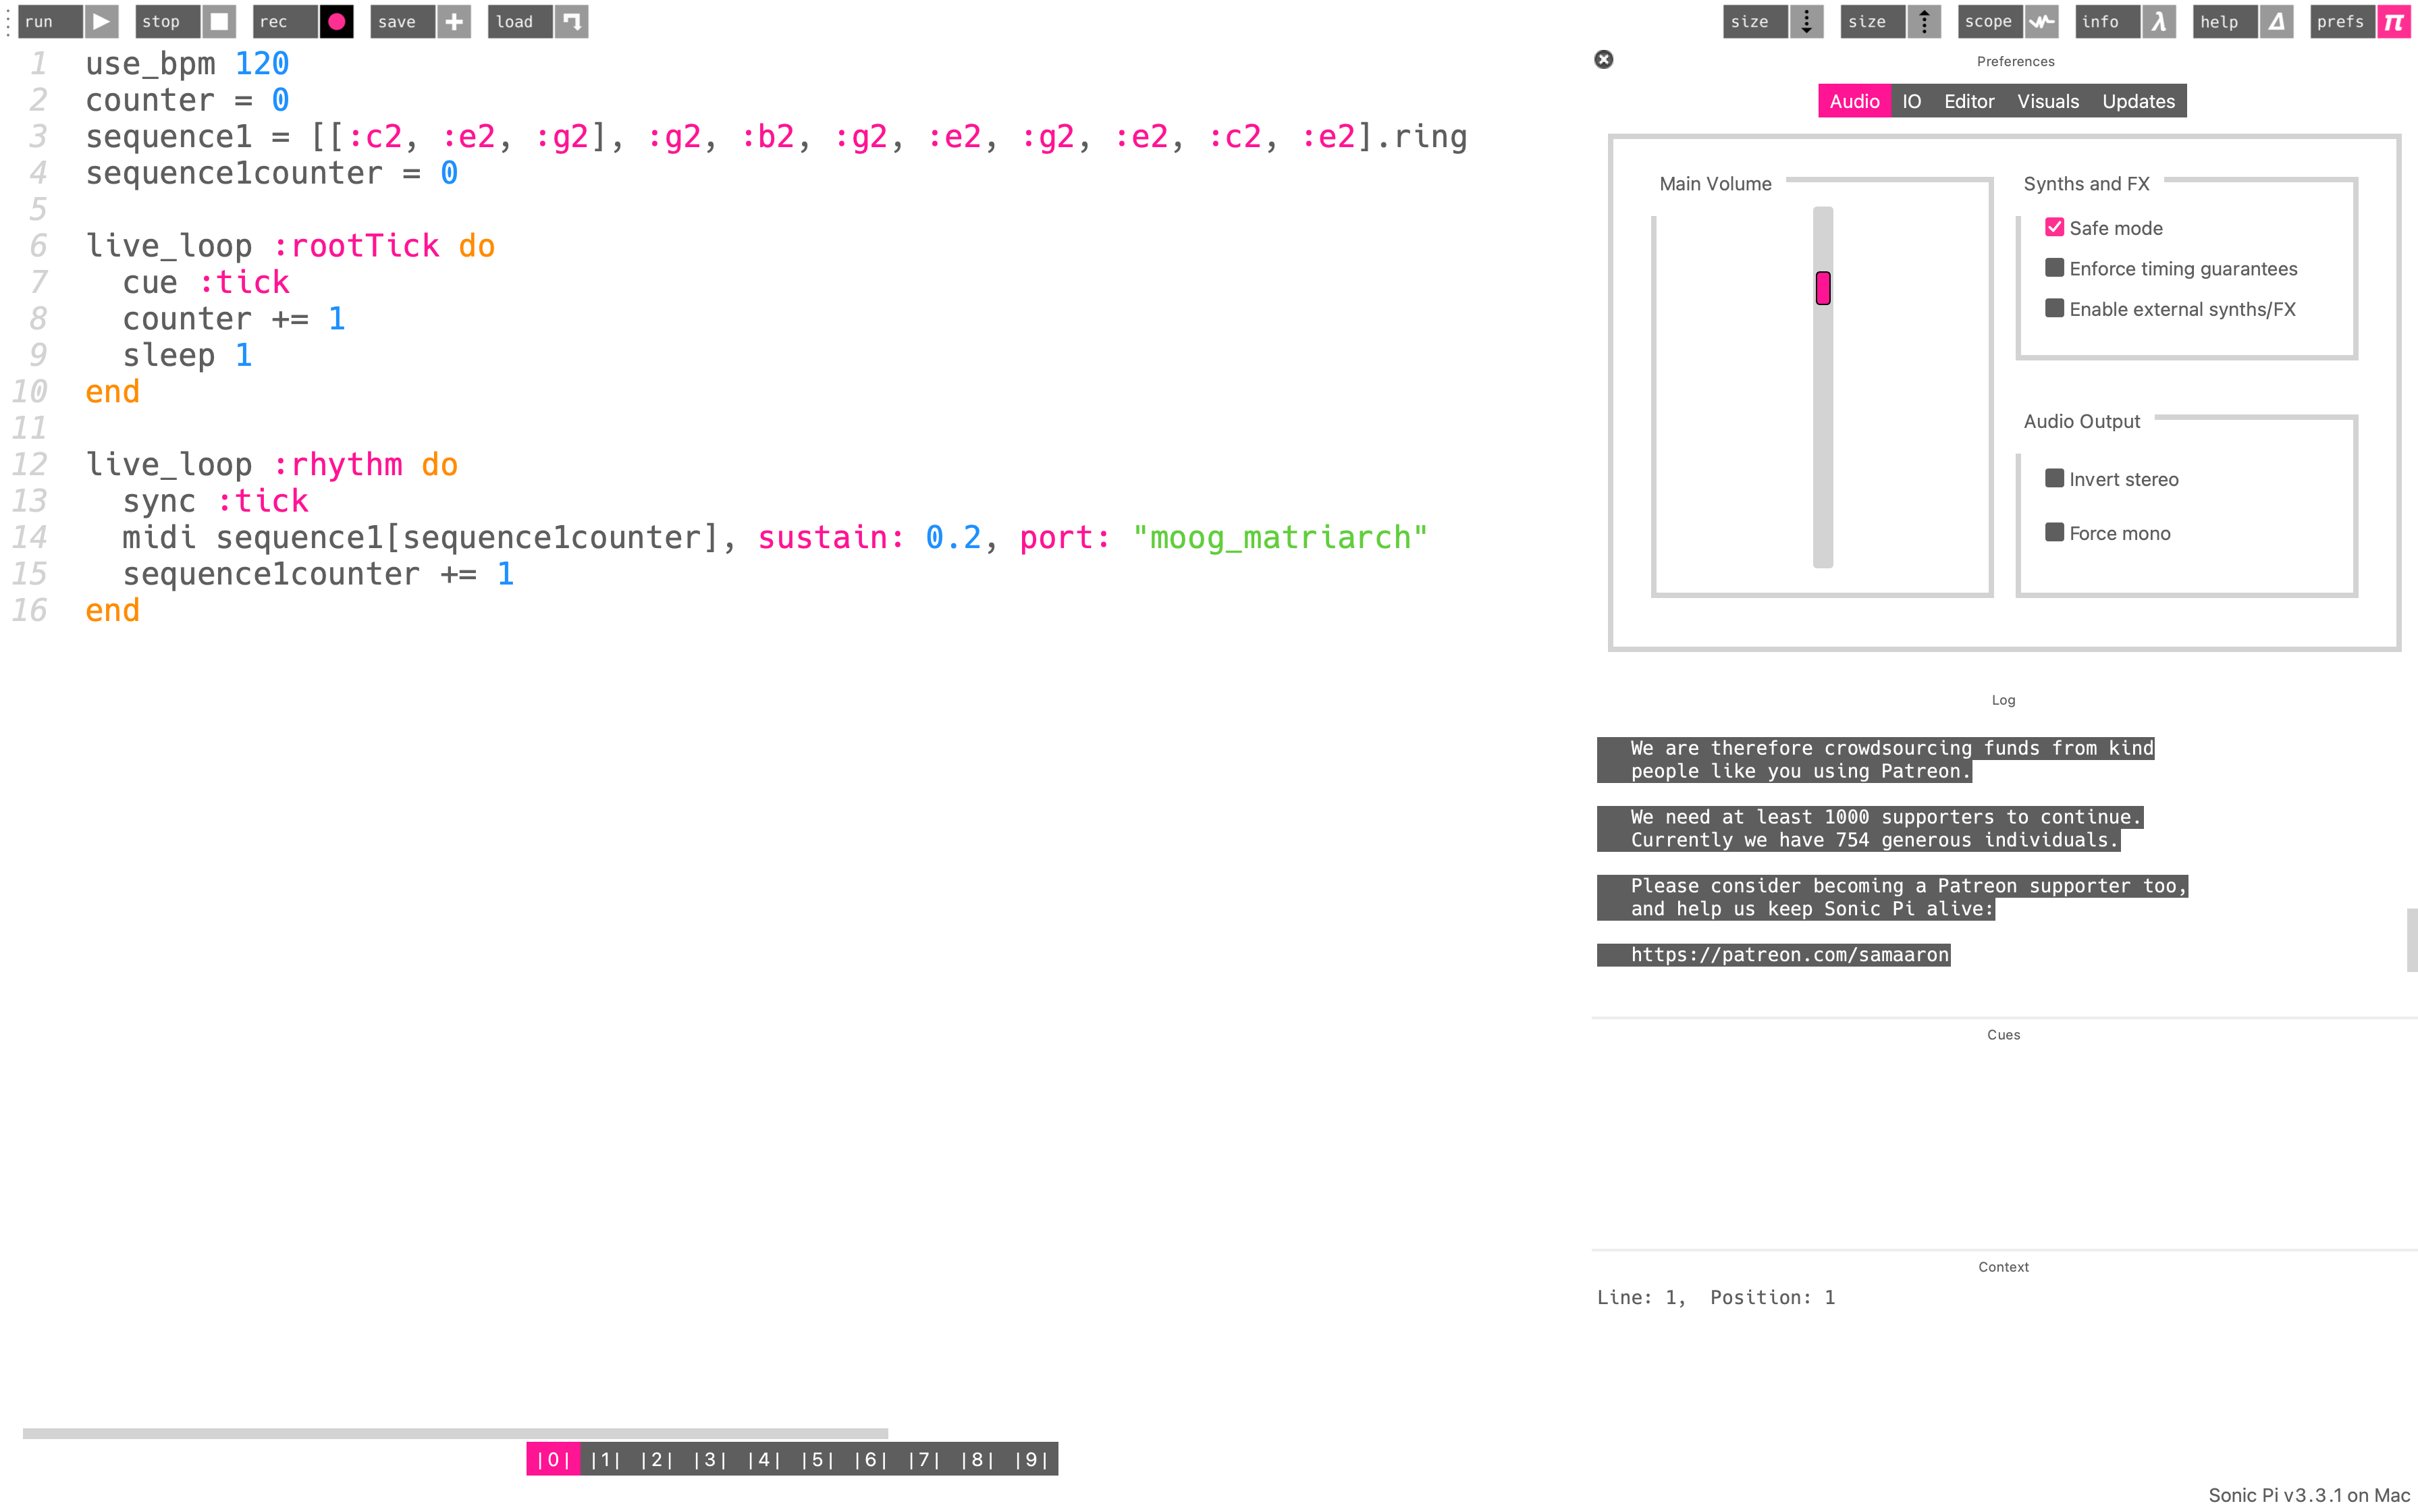 run stop rec save load size size scope info help prefs
1 use_bpm 120
2 counter = 0
3 sequence1 = [[:c2, :e2, :g2], :g2, :b2, :g2, :e2, :g2, :e2, :c2, :e2].ring
4 sequence1counter = 0
5
6 live_loop :rootTick do
7   cue :tick
8   counter += 1
9   sleep 1
10 end
11
12 live_loop :rhythm do
13   sync :tick
14   midi sequence1[sequence1counter], sustain: 0.2, port: "moog_matriarch"
15   sequence1counter += 1
16 end
|0| |1| |2| |3| |4| |5| |6| |7| |8| |9|
Preferences
Audio IO Editor Visuals Updates
Main Volume
Synths and FX
Safe mode
Enforce timing guarantees
Enable external synths/FX
Audio Output
Invert stereo
Force mono
Log
We are therefore crowdsourcing funds from kind
people like you using Patreon.
We need at least 1000 supporters to continue.
Currently we have 754 generous individuals.
Please consider becoming a Patreon supporter too,
and help us keep Sonic Pi alive:
https://patreon.com/samaaron
Cues
Context
Line: 1,  Position: 1
Sonic Pi v3.3.1 on Mac